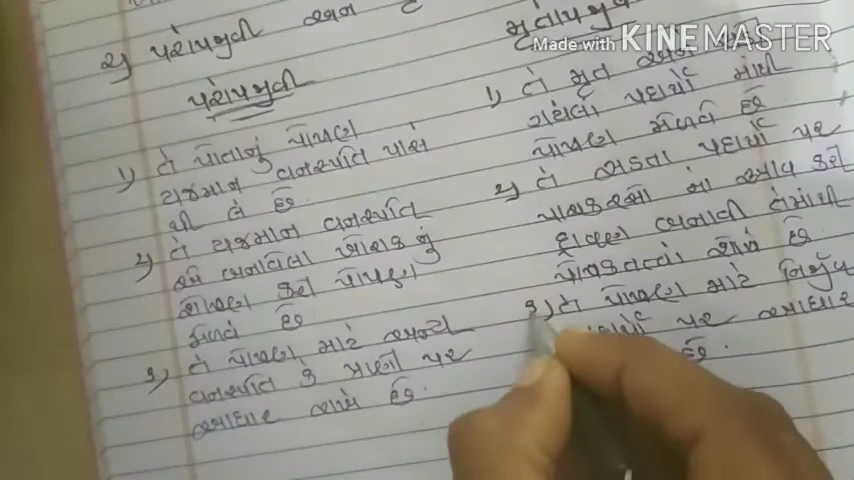 ૨) પરોપજીવી અને
મૃતોપજીવી
Made with KINEMASTER
પરોપજીવી
૧) તે પોતાનું પોષણ
યજમાન વનસ્પતિ પાસે
થી લે છે
૨) તે યજમાન વનસ્પતિ
એ બનાવેલા ખોરાક નું
શોષણ કરી પોષણ
મેળવે છે
૩) તે પોષણ માટે અન્ય
વનસ્પતિ કે પ્રાણી પર
આધાર રાખે છે.
૧) તે મૃત અને
પદાર્થો માંથી
પોષણ મેળવે છે
૨) તે સડતા પદાર્થો પર
પાચકરસો નો સ્ત્રાવ કરી
દ્રાવણ બનાવી તેમાંથી
પોષકતત્વો શોષે છે
૩) તે પોષણ માટે નિર્જીવ
પર આધાર
છે.